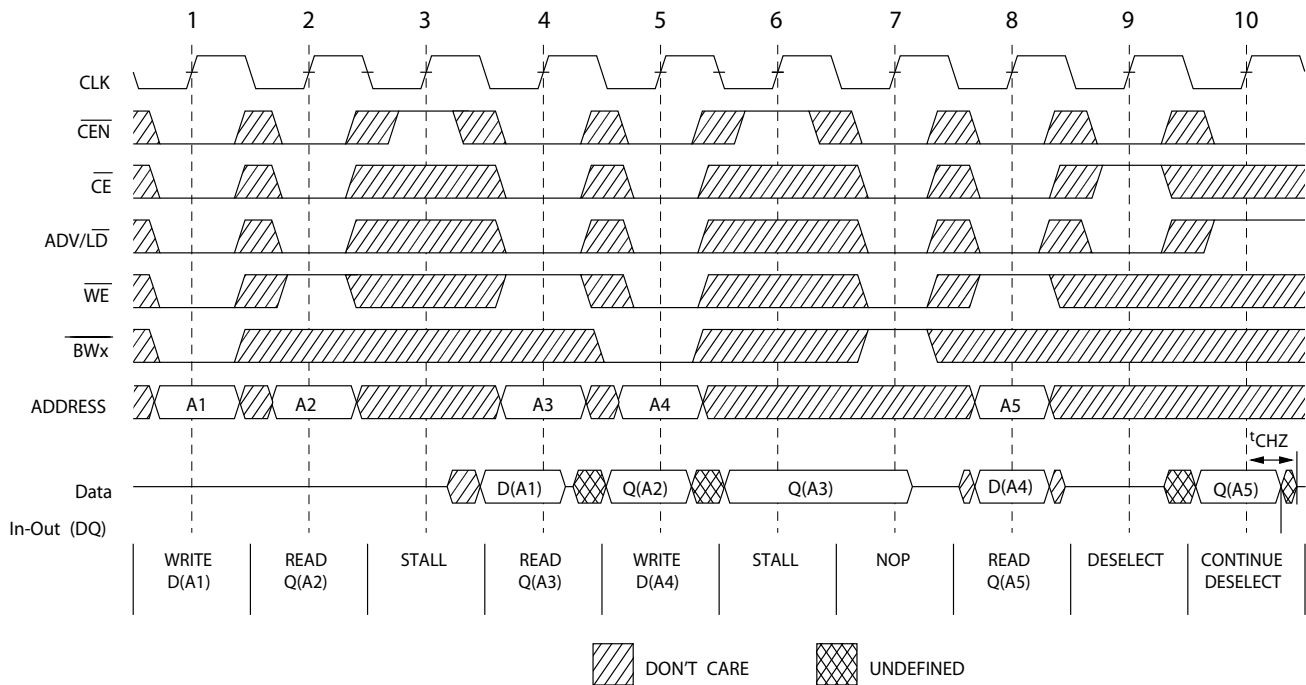 1 2 3 4 5 6 7 8 9 10
CLK
CEN
CE
ADV/LD
WE
BWx
ADDRESS A1 A2 A3 A4 A5
tCHZ
Data D(A1) Q(A2) Q(A3) D(A4) Q(A5)
In-Out (DQ)
WRITE READ STALL READ WRITE STALL NOP READ DESELECT CONTINUE
D(A1) Q(A2) Q(A3) D(A4) Q(A5) DESELECT
DON'T CARE UNDEFINED